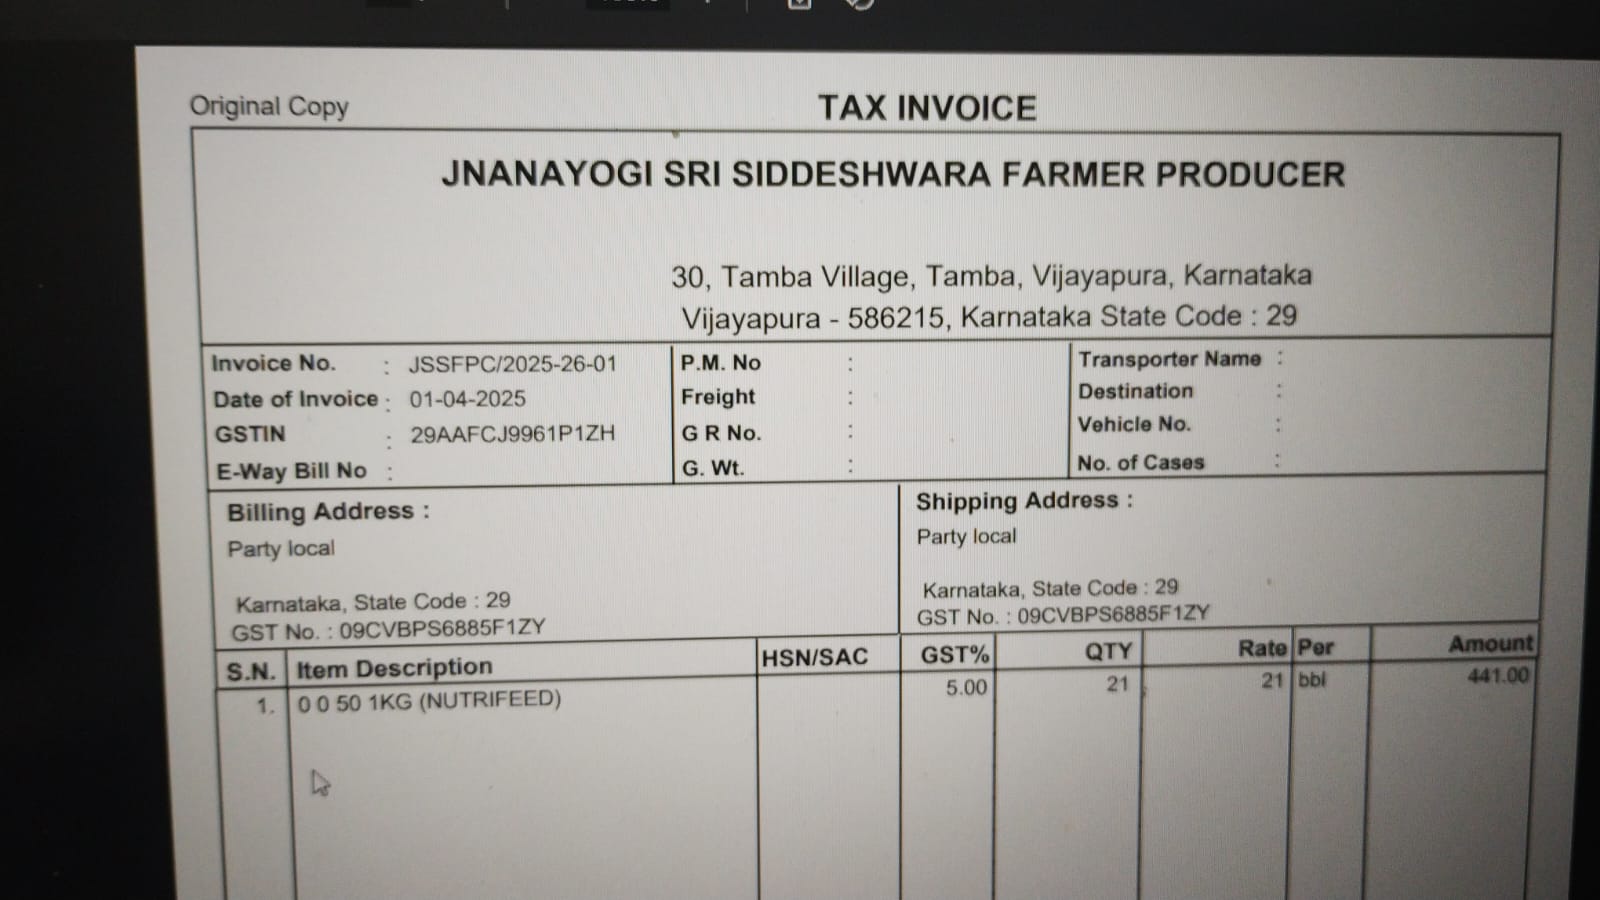 Original Copy
TAX INVOICE
JNANAYOGI SRI SIDDESHWARA FARMER PRODUCER
30, Tamba Village, Tamba, Vijayapura, Karnataka
Vijayapura - 586215, Karnataka State Code : 29
Invoice No. : JSSFPC/2025-26-01
Date of Invoice : 01-04-2025
GSTIN : 29AAFCJ9961P1ZH
E-Way Bill No :
P.M. No :
Freight :
G R No. :
G. Wt. :
Transporter Name :
Destination :
Vehicle No. :
No. of Cases :
Billing Address :
Party local
Karnataka, State Code : 29
GST No. : 09CVBPS6885F1ZY
Shipping Address :
Party local
Karnataka, State Code : 29
GST No. : 09CVBPS6885F1ZY
S.N. Item Description HSN/SAC GST% QTY Rate Per Amount
1. 0 0 50 1KG (NUTRIFEED) 5.00 21 21 bbl 441.00